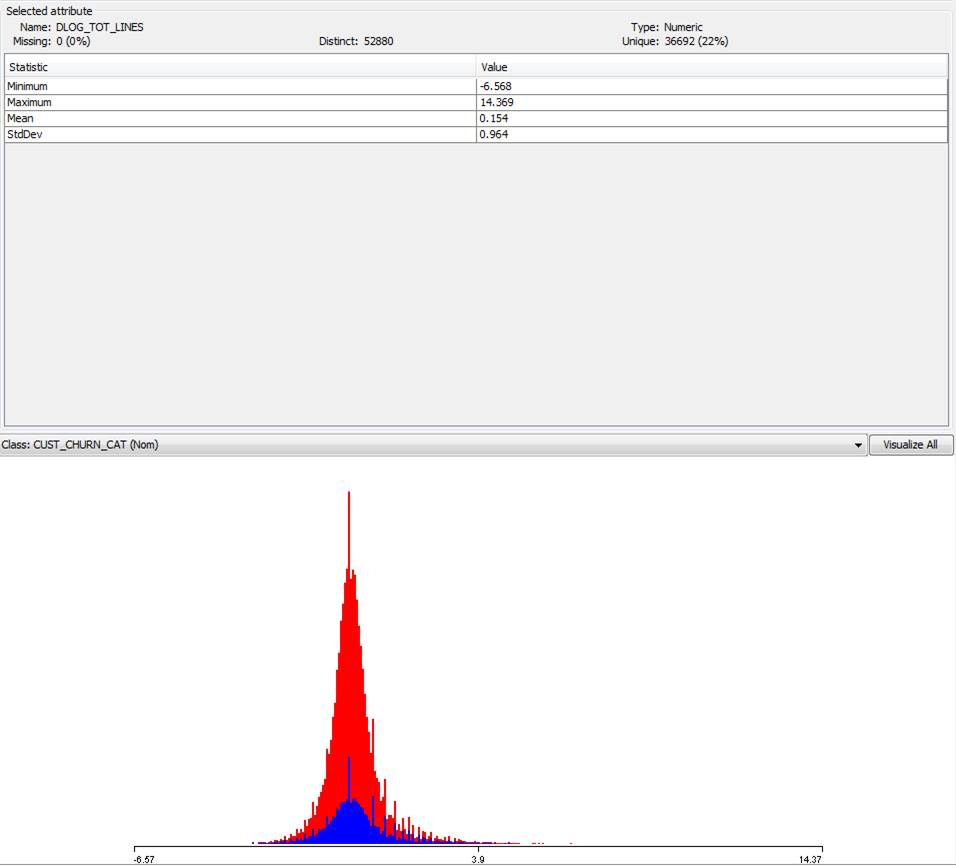 Selected attribute
Name: DLOG_TOT_LINES Type: Numeric
Missing: 0 (0%) Distinct: 52880 Unique: 36692 (22%)
Statistic Value
Minimum -6.568
Maximum 14.369
Mean 0.154
StdDev 0.964
Class: CUST_CHURN_CAT (Nom) Visualize All
-6.57 3.9 14.37